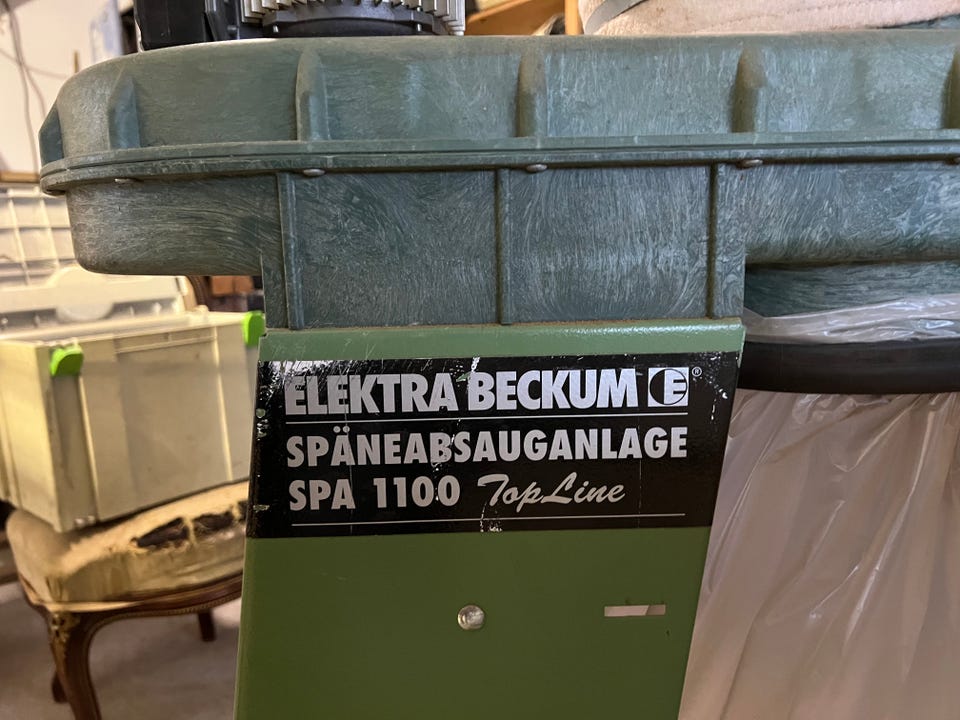 ELEKTRA BECKUM E®
SPÄNEABSAUGANLAGE
SPA 1100 TopLine